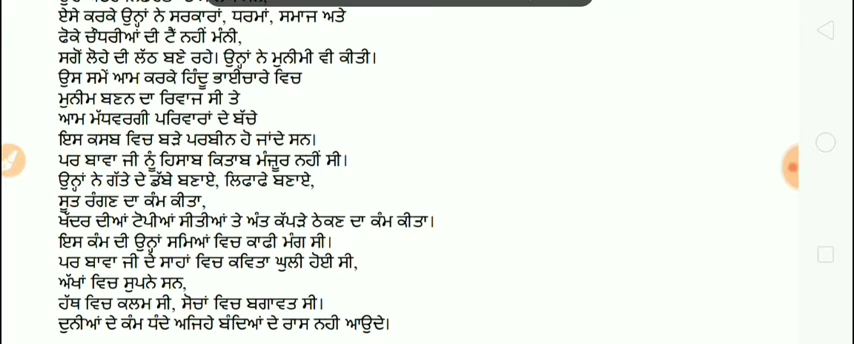 ਏਸੇ ਕਰਕੇ ਉਨ੍ਹਾਂ ਨੇ ਸਰਕਾਰਾਂ, ਧਰਮਾਂ, ਸਮਾਜ ਅਤੇ
ਫੋਕੇ ਚੌਧਰੀਆਂ ਦੀ ਟੈਂ ਨਹੀਂ ਮੰਨੀ,
ਸਗੋਂ ਲੋਹੇ ਦੀ ਲੱਠ ਬਣੇ ਰਹੇ। ਉਨ੍ਹਾਂ ਨੇ ਮੁਨੀਮੀ ਵੀ ਕੀਤੀ।
ਉਸ ਸਮੇਂ ਆਮ ਕਰਕੇ ਹਿੰਦੂ ਭਾਈਚਾਰੇ ਵਿਚ
ਮੁਨੀਮ ਬਣਨ ਦਾ ਰਿਵਾਜ ਸੀ ਤੇ
ਆਮ ਮੱਧਵਰਗੀ ਪਰਿਵਾਰਾਂ ਦੇ ਬੱਚੇ
ਇਸ ਕਸਬ ਵਿਚ ਬੜੇ ਪਰਬੀਨ ਹੋ ਜਾਂਦੇ ਸਨ।
ਪਰ ਬਾਵਾ ਜੀ ਨੂੰ ਹਿਸਾਬ ਕਿਤਾਬ ਮੰਜ਼ੂਰ ਨਹੀਂ ਸੀ।
ਉਨ੍ਹਾਂ ਨੇ ਗੱਤੇ ਦੇ ਡੱਬੇ ਬਣਾਏ, ਲਿਫਾਫੇ ਬਣਾਏ,
ਸੂਤ ਰੰਗਣ ਦਾ ਕੰਮ ਕੀਤਾ,
ਖੱਦਰ ਦੀਆਂ ਟੋਪੀਆਂ ਸੀਤੀਆਂ ਤੇ ਅੰਤ ਕੱਪੜੇ ਠੇਕਣ ਦਾ ਕੰਮ ਕੀਤਾ।
ਇਸ ਕੰਮ ਦੀ ਉਨ੍ਹਾਂ ਸਮਿਆਂ ਵਿਚ ਕਾਫੀ ਮੰਗ ਸੀ।
ਪਰ ਬਾਵਾ ਜੀ ਦੇ ਸਾਹਾਂ ਵਿਚ ਕਵਿਤਾ ਘੁਲੀ ਹੋਈ ਸੀ,
ਅੱਖਾਂ ਵਿਚ ਸੁਪਨੇ ਸਨ,
ਹੱਥ ਵਿਚ ਕਲਮ ਸੀ, ਸੋਚਾਂ ਵਿਚ ਬਗਾਵਤ ਸੀ।
ਦੁਨੀਆਂ ਦੇ ਕੰਮ ਧੰਦੇ ਅਜਿਹੇ ਬੰਦਿਆਂ ਦੇ ਰਾਸ ਨਹੀ ਆਉਦੇ।